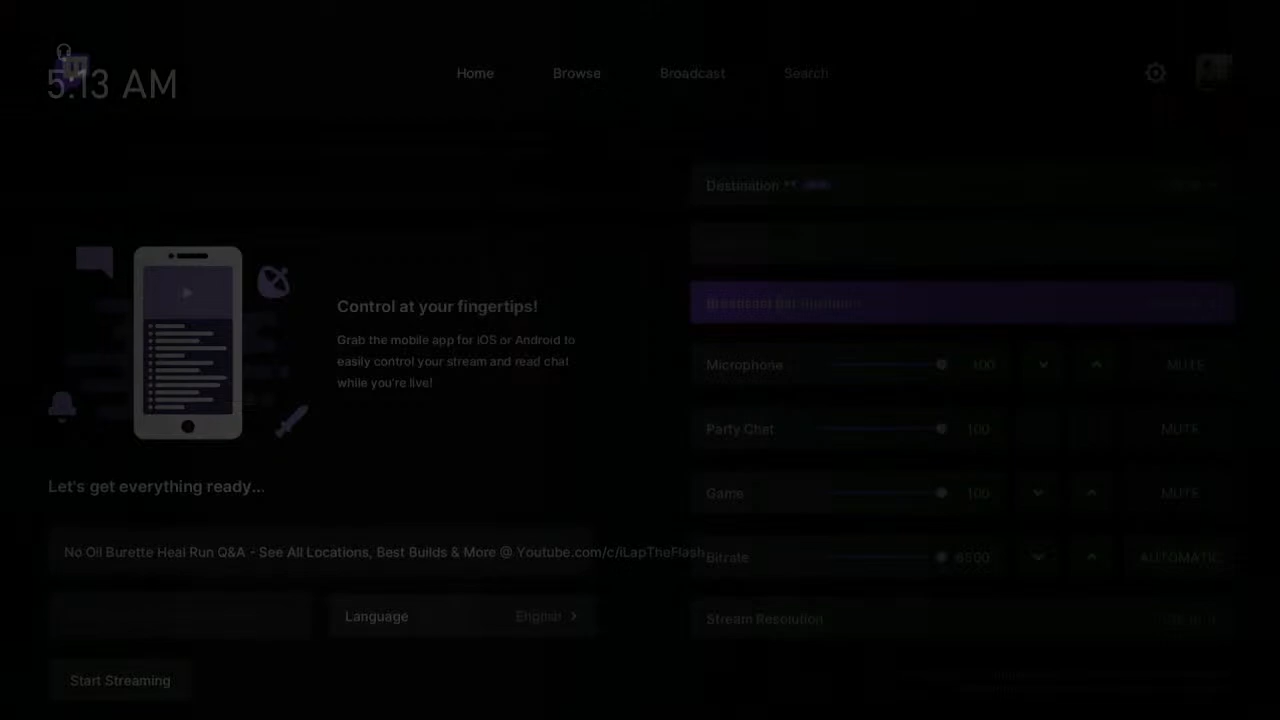 5:13 AM
Home
Browse
Broadcast
Search
Destination **
Control at your fingertips!
Grab the mobile app for iOS or Android to
easily control your stream and read chat
while you're live!
Microphone 100 MUTE
Party Chat 100 MUTE
Game 100 MUTE
Let's get everything ready...
No Oil Burette Heal Run Q&A - See All Locations, Best Builds & More @ Youtube.com/c/iLapTheFlash
Bitrate 6500 AUTOMATIC
Language English
Stream Resolution
Start Streaming